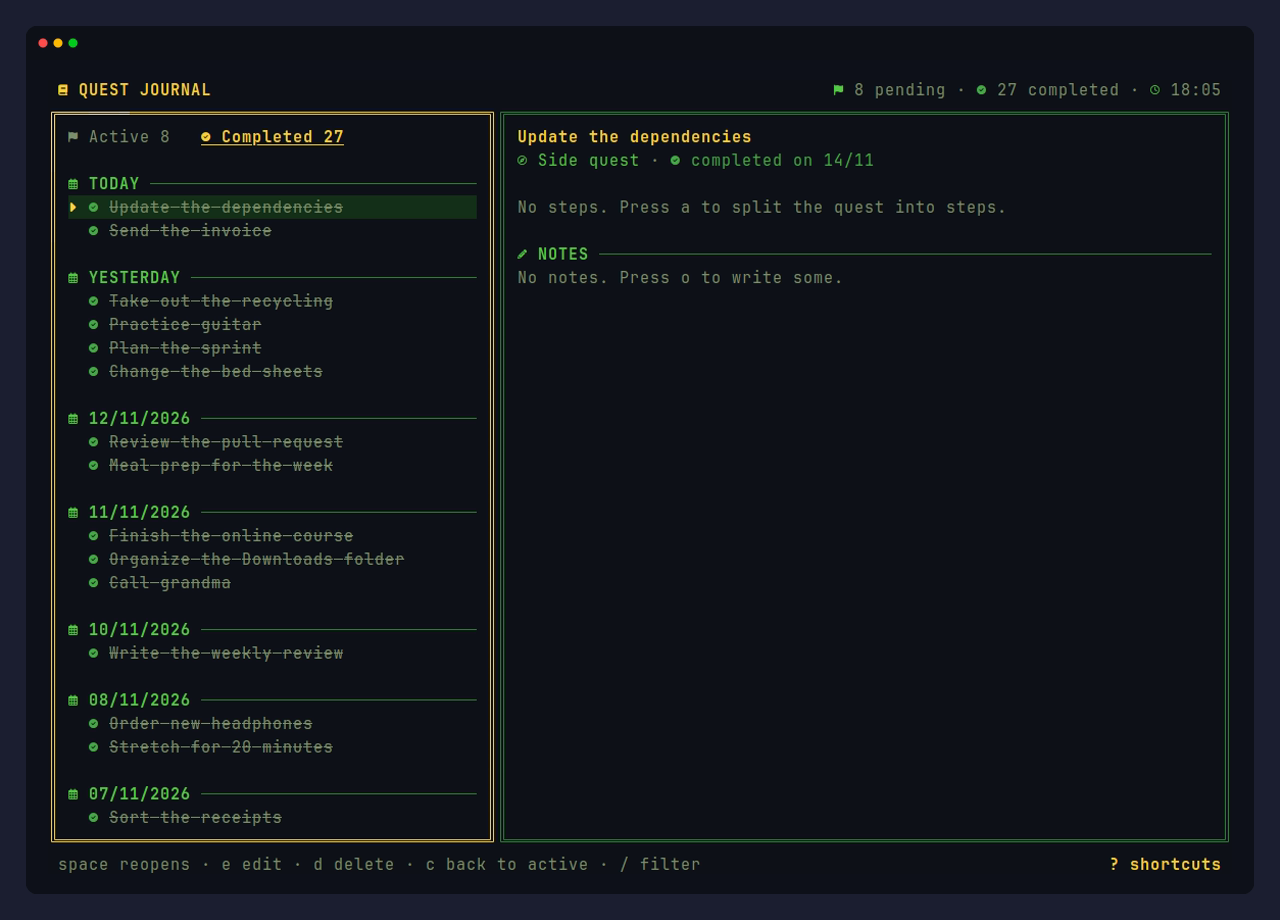 QUEST JOURNAL
8 pending · 27 completed · 18:05
Active 8 Completed 27
TODAY
Update the dependencies
Send the invoice
YESTERDAY
Take out the recycling
Practice guitar
Plan the sprint
Change the bed sheets
12/11/2026
Review the pull request
Meal prep for the week
11/11/2026
Finish the online course
Organize the Downloads folder
Call grandma
10/11/2026
Write the weekly review
08/11/2026
Order new headphones
Stretch for 20 minutes
07/11/2026
Sort the receipts
Update the dependencies
Side quest · completed on 14/11
No steps. Press a to split the quest into steps.
NOTES
No notes. Press o to write some.
space reopens · e edit · d delete · c back to active · / filter
? shortcuts